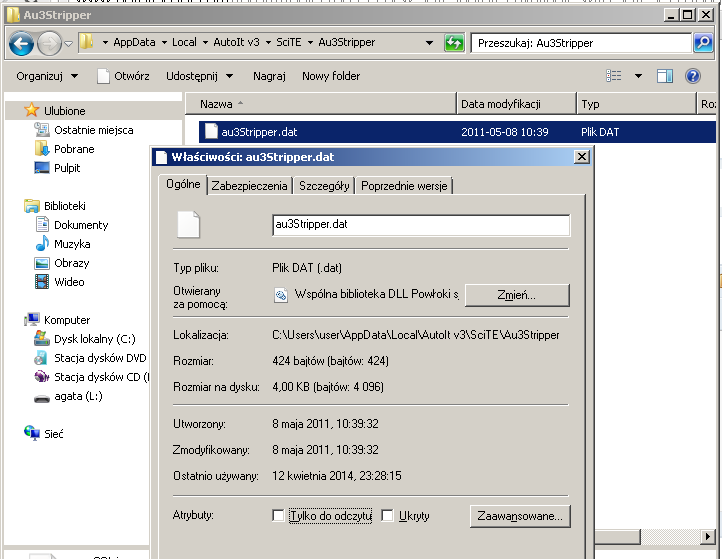 Au3Stripper
AppData
Local
AutoIt v3
SciTE
Au3Stripper
Przeszukaj: Au3Stripper
Organizuj
Otwórz
Udostępnij
Nagraj
Nowy folder
Ulubione
Ostatnie miejsca
Pobrane
Pulpit
Biblioteki
Dokumenty
Muzyka
Obrazy
Wideo
Komputer
Dysk lokalny (C:)
Stacja dysków DVD
Stacja dysków CD (
agata (L:)
Sieć
Nazwa
Data modyfikacji
Typ
Roz
au3Stripper.dat
2011-05-08 10:39
Plik DAT
Właściwości: au3Stripper.dat
Ogólne
Zabezpieczenia
Szczegóły
Poprzednie wersje
au3Stripper.dat
Typ pliku: Plik DAT (.dat)
Otwierany
za pomocą:
Wspólna biblioteka DLL Powłoki s
Zmień...
Lokalizacja: C:\Users\user\AppData\Local\AutoIt v3\SciTE\Au3Stripper
Rozmiar: 424 bajtów (bajtów: 424)
Rozmiar na dysku: 4,00 KB (bajtów: 4 096)
Utworzony: 8 maja 2011, 10:39:32
Zmodyfikowany: 8 maja 2011, 10:39:32
Ostatnio używany: 12 kwietnia 2014, 23:28:15
Atrybuty:
Tylko do odczytu
Ukryty
Zaawansowane...